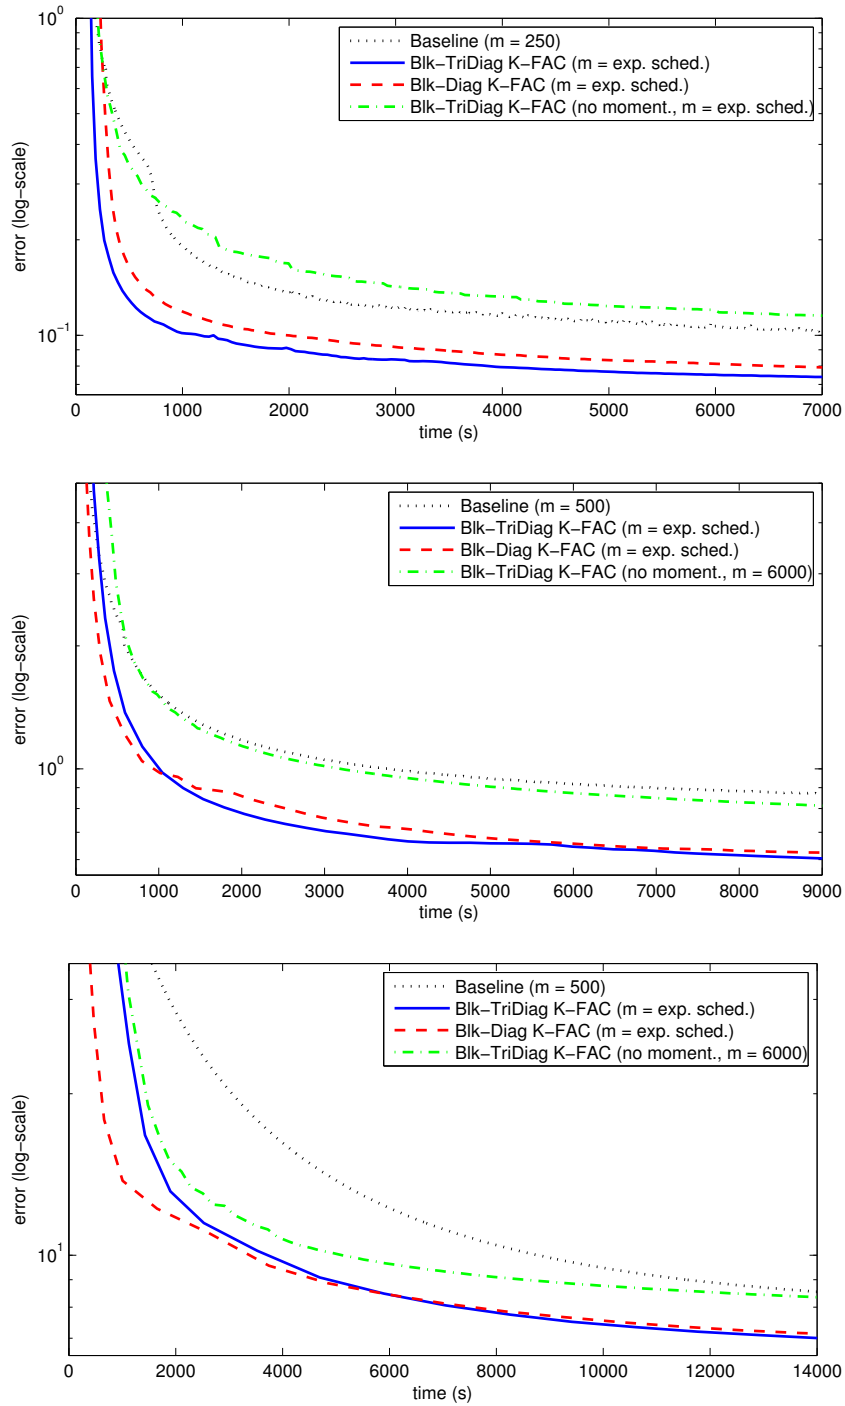 10^0
Baseline (m = 250)
Blk−TriDiag K−FAC (m = exp. sched.)
Blk−Diag K−FAC (m = exp. sched.)
Blk−TriDiag K−FAC (no moment., m = exp. sched.)
error (log−scale)
10^−1
0 1000 2000 3000 4000 5000 6000 7000
time (s)
Baseline (m = 500)
Blk−TriDiag K−FAC (m = exp. sched.)
Blk−Diag K−FAC (m = exp. sched.)
Blk−TriDiag K−FAC (no moment., m = 6000)
error (log−scale)
10^0
0 1000 2000 3000 4000 5000 6000 7000 8000 9000
time (s)
Baseline (m = 500)
Blk−TriDiag K−FAC (m = exp. sched.)
Blk−Diag K−FAC (m = exp. sched.)
Blk−TriDiag K−FAC (no moment., m = 6000)
error (log−scale)
10^1
0 2000 4000 6000 8000 10000 12000 14000
time (s)